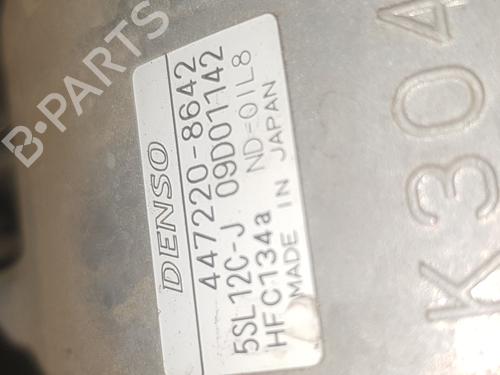 B-PARTS
DENSO
447220-8642
5SL12C-J 09D01142
HFC134a ND-OIL8
MADE IN JAPAN
K304